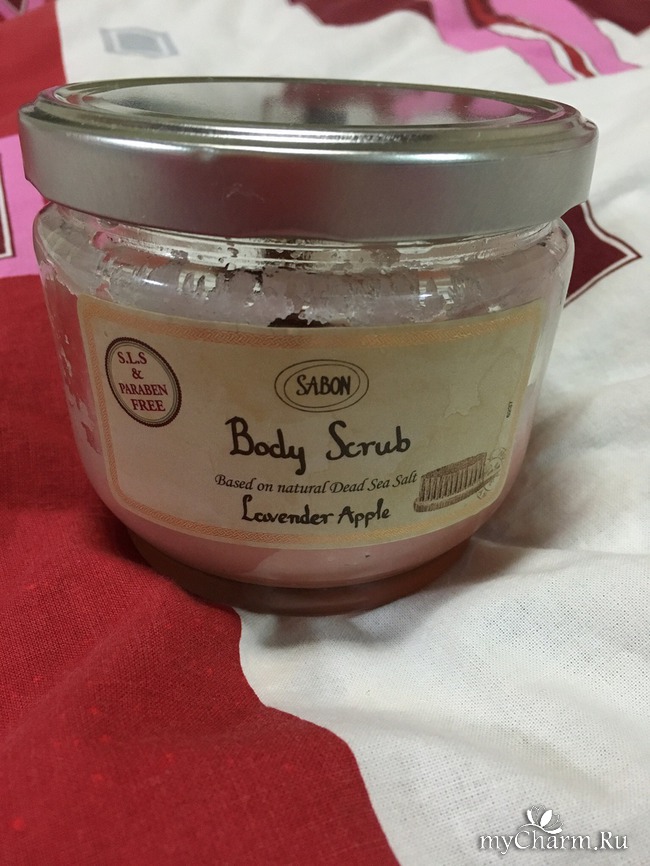 S.L.S
&
PARABEN
FREE
SABON
Body Scrub
Based on natural Dead Sea Salt
Lavender Apple
myCharm.Ru